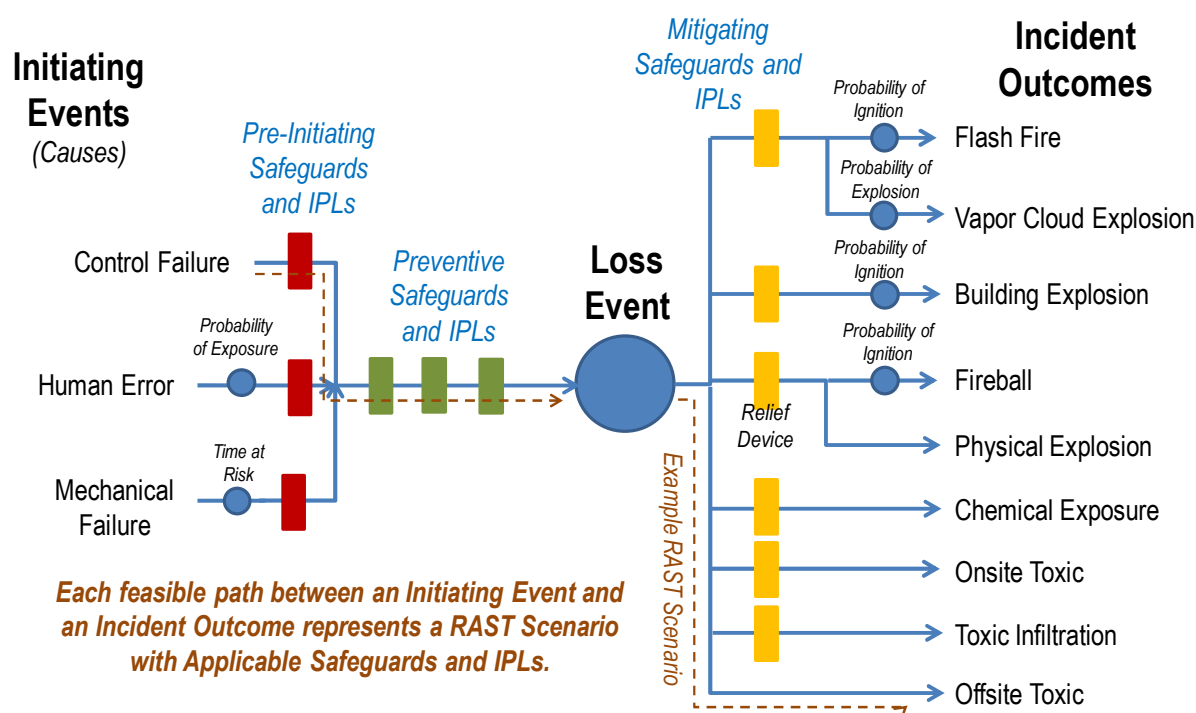 Initiating
Events
(Causes)
Pre-Initiating
Safeguards
and IPLs
Control Failure
Probability
of Exposure
Human Error
Time at
Risk
Mechanical
Failure
Preventive
Safeguards
and IPLs
Loss
Event
Mitigating
Safeguards and
IPLs
Incident
Outcomes
Probability of
Ignition
Flash Fire
Probability of
Explosion
Vapor Cloud Explosion
Probability of
Ignition
Building Explosion
Probability of
Ignition
Fireball
Relief
Device
Physical Explosion
Chemical Exposure
Onsite Toxic
Toxic Infiltration
Offsite Toxic
Example RAST Scenario
Each feasible path between an Initiating Event and
an Incident Outcome represents a RAST Scenario
with Applicable Safeguards and IPLs.